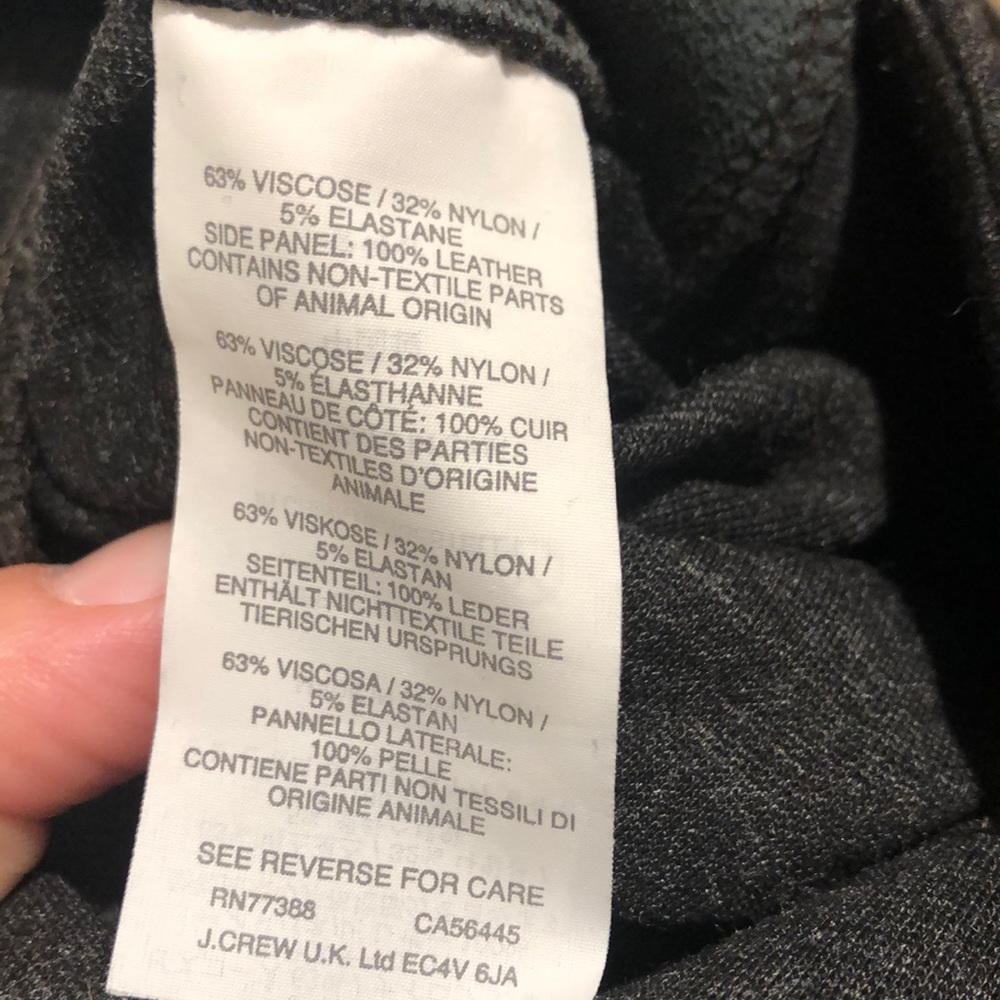 63% VISCOSE / 32% NYLON /
5% ELASTANE
SIDE PANEL: 100% LEATHER
CONTAINS NON-TEXTILE PARTS
OF ANIMAL ORIGIN
63% VISCOSE / 32% NYLON /
5% ÉLASTHANNE
PANNEAU DE CÔTÉ: 100% CUIR
CONTIENT DES PARTIES
NON-TEXTILES D'ORIGINE
ANIMALE
63% VISKOSE / 32% NYLON /
5% ELASTAN
SEITENTEIL: 100% LEDER
ENTHÄLT NICHTTEXTILE TEILE
TIERISCHEN URSPRUNGS
63% VISCOSA / 32% NYLON /
5% ELASTAN
PANNELLO LATERALE:
100% PELLE
CONTIENE PARTI NON TESSILI DI
ORIGINE ANIMALE
SEE REVERSE FOR CARE
RN77388 CA56445
J.CREW U.K. Ltd EC4V 6JA